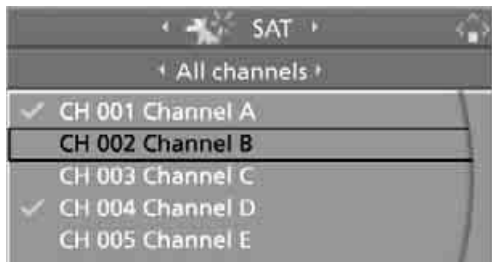 SAT
All channels
CH 001 Channel A
CH 002 Channel B
CH 003 Channel C
CH 004 Channel D
CH 005 Channel E